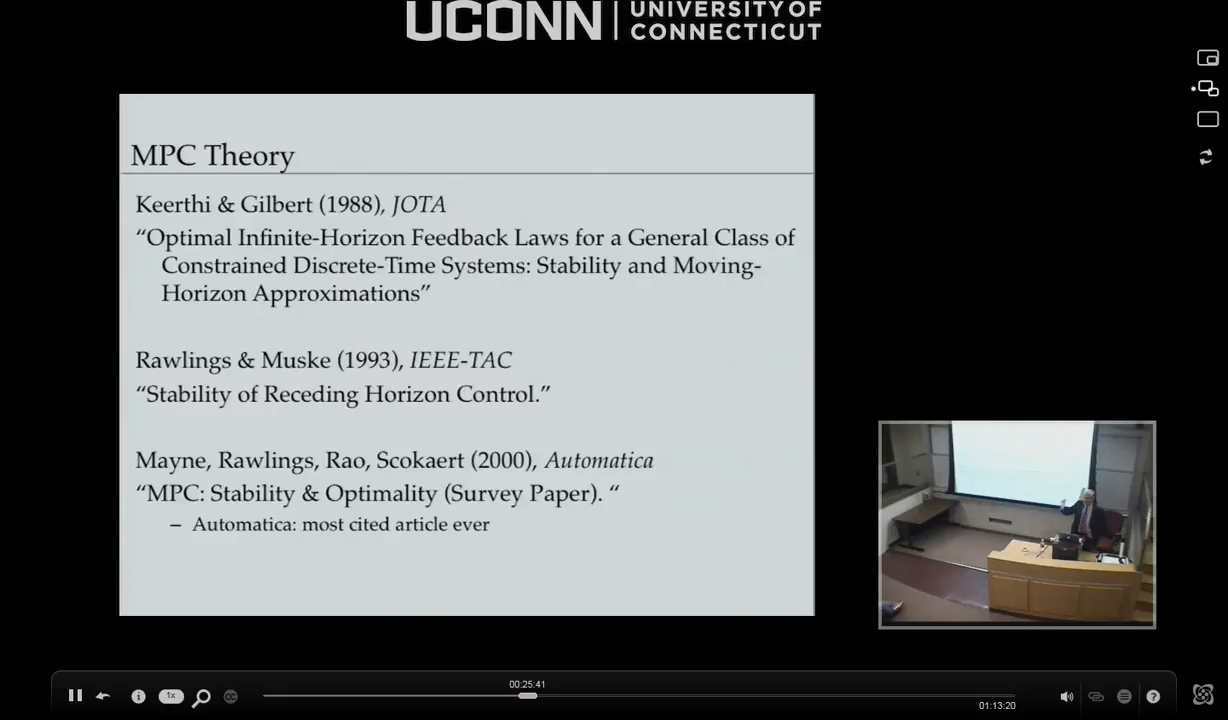 UCONN | UNIVERSITY OF
CONNECTICUT
MPC Theory
Keerthi & Gilbert (1988), JOTA
“Optimal Infinite-Horizon Feedback Laws for a General Class of
Constrained Discrete-Time Systems: Stability and Moving-
Horizon Approximations”
Rawlings & Muske (1993), IEEE-TAC
“Stability of Receding Horizon Control.”
Mayne, Rawlings, Rao, Scokaert (2000), Automatica
“MPC: Stability & Optimality (Survey Paper). “
– Automatica: most cited article ever
00:25:41
1x
CC
01:13:20